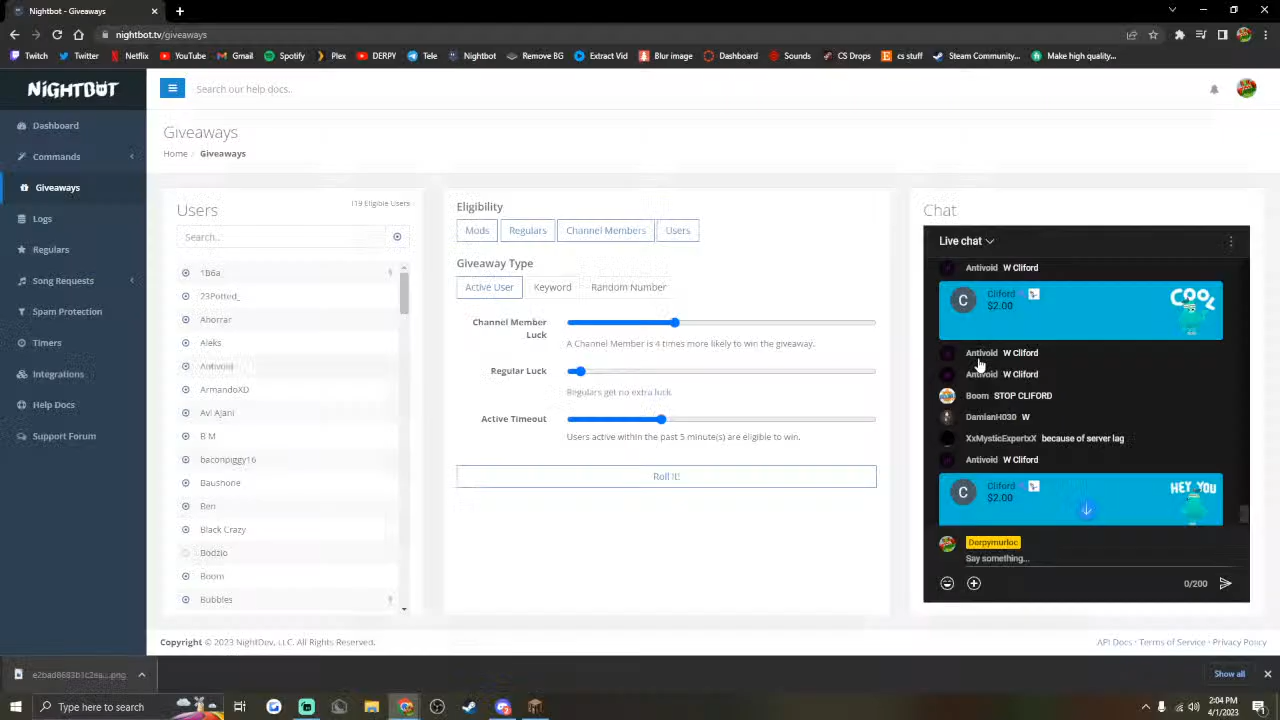 Nightbot - Giveaways
nightbot.tv/giveaways
Twitch
Twitter
Netflix
YouTube
Gmail
Spotify
Plex
DERPY
Tele
Nightbot
Remove BG
Extract Vid
Blur image
Dashboard
Sounds
CS Drops
cs stuff
Steam Community...
Make high quality...
NiGHTBOT
Search our help docs..
Dashboard
Commands
Giveaways
Logs
Regulars
Song Requests
Spam Protection
Timers
Integrations
Help Docs
Support Forum
Giveaways
Home / Giveaways
Users
119 Eligible Users
Search..
1B6a
23Potted_
Ahorrar
Aleks
Antivoid
ArmandoXD
Avi Ajani
B M
baconpiggy16
Baushone
Ben
Black Crazy
Bodzio
Boom
Bubbles
Eligibility
Mods
Regulars
Channel Members
Users
Giveaway Type
Active User
Keyword
Random Number
Channel Member
Luck
A Channel Member is 4 times more likely to win the giveaway.
Regular Luck
Regulars get no extra luck.
Active Timeout
Users active within the past 5 minute(s) are eligible to win.
Roll It!
Chat
Live chat
Antivoid W Cliford
C
Cliford
$2.00
COOL
Antivoid W Cliford
Antivoid W Cliford
Boom STOP CLIFORD
DamianH030 W
XxMysticExpertxX because of server lag
Antivoid W Cliford
C
Cliford
$2.00
HEY YOU
Derpymurloc
Say something...
0/200
Copyright © 2023 NightDev, LLC. All Rights Reserved.
API Docs · Terms of Service · Privacy Policy
Show all
Type here to search
2:04 PM
4/1/2023